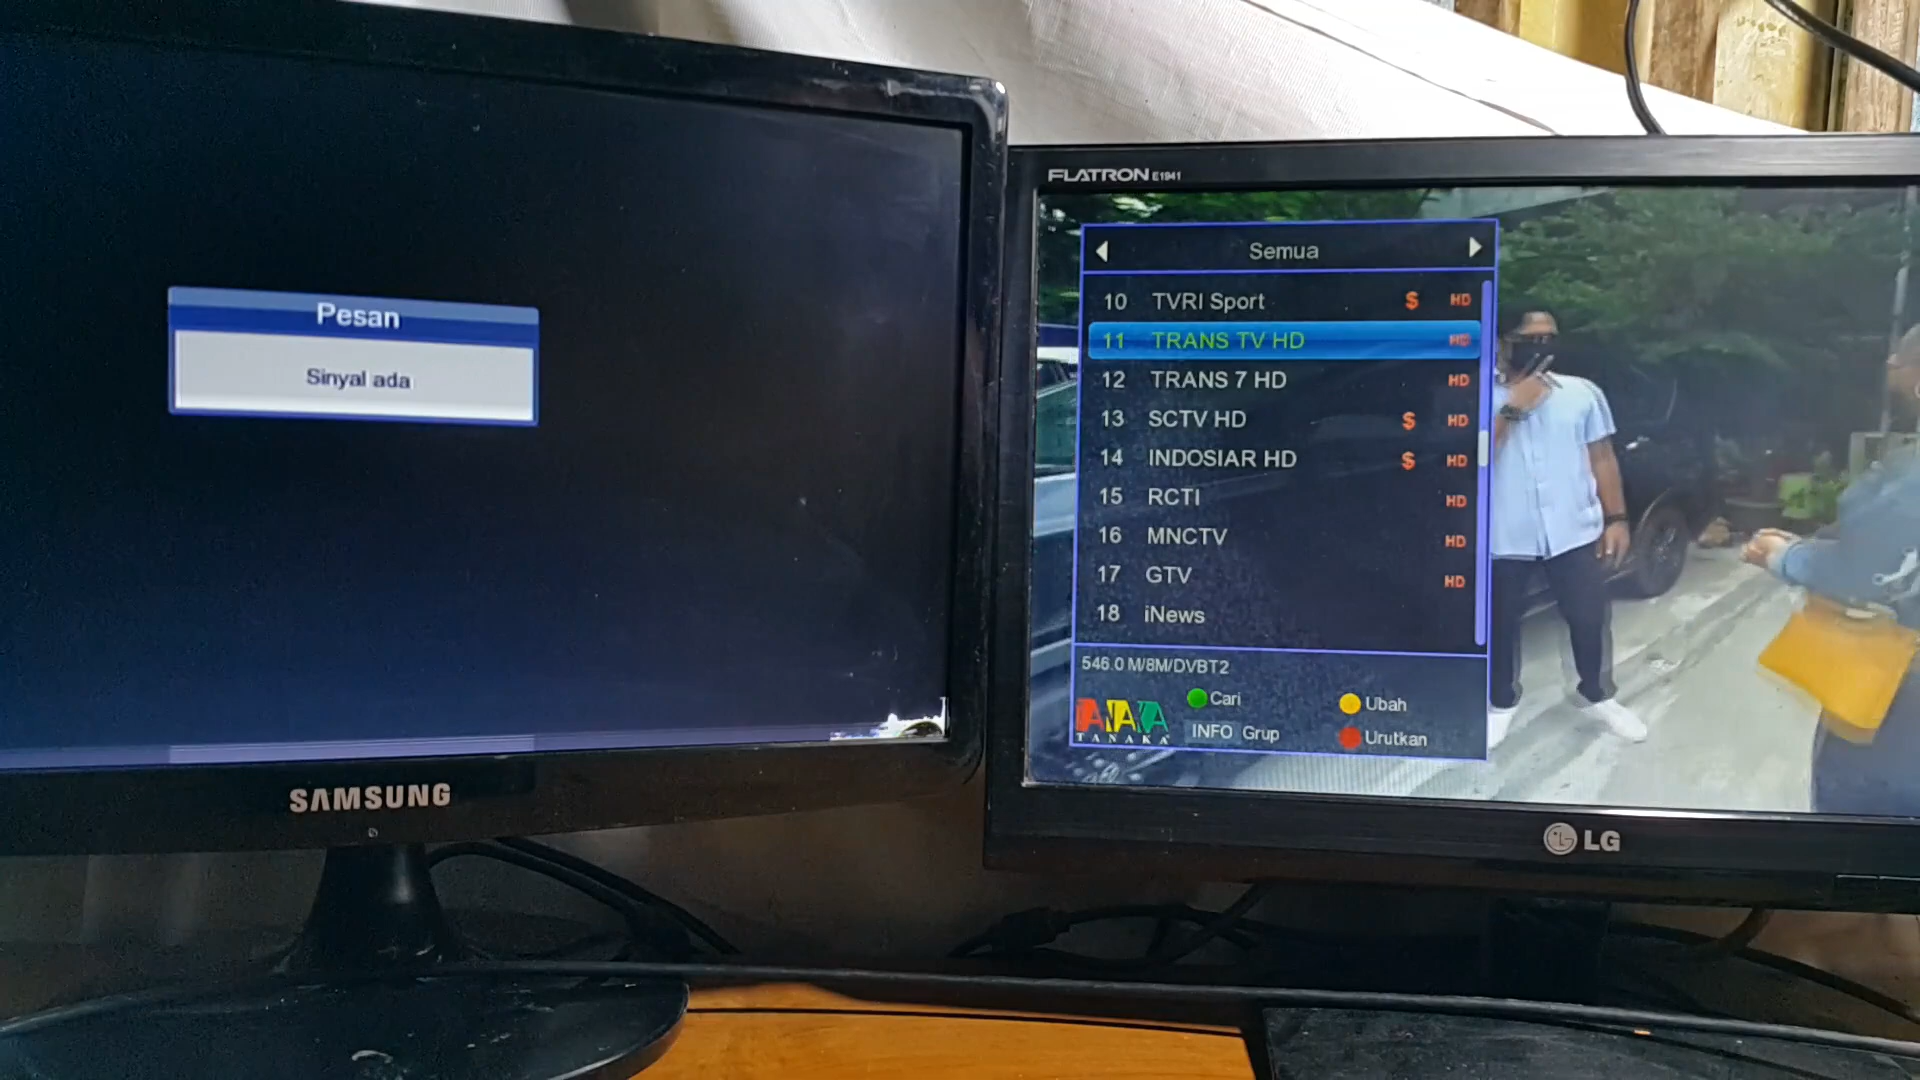 Pesan
Sinyal ada
SAMSUNG
FLATRON E1941
Semua
10 TVRI Sport $ HD
11 TRANS TV HD HD
12 TRANS 7 HD HD
13 SCTV HD $ HD
14 INDOSIAR HD $ HD
15 RCTI HD
16 MNCTV HD
17 GTV HD
18 iNews
546.0 M/8M/DVBT2
Cari Ubah
TANAKA INFO Grup Urutkan
LG